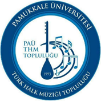 PAMUKKALE ÜNİVERSİTESİ
PAÜ
THM
TOPLULUĞU
TÜRK HALK MÜZİĞİ TOPLULUĞU